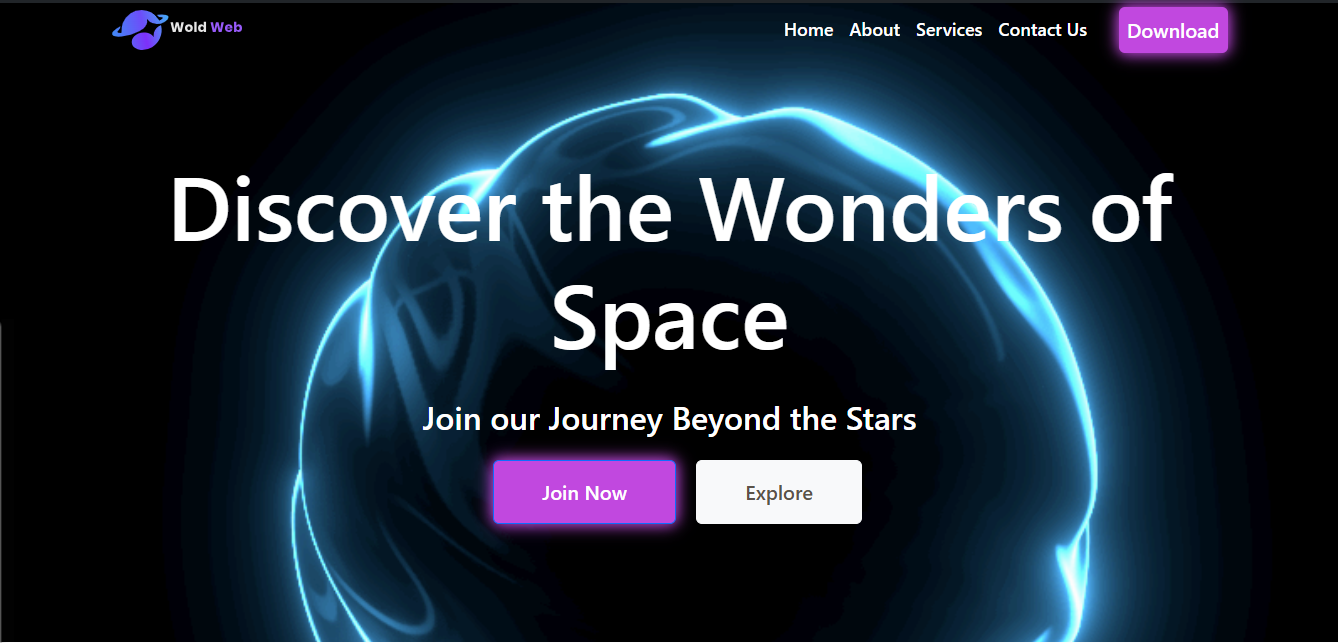 Wold Web
Home About Services Contact Us Download
Discover the Wonders of
Space
Join our Journey Beyond the Stars
Join Now Explore